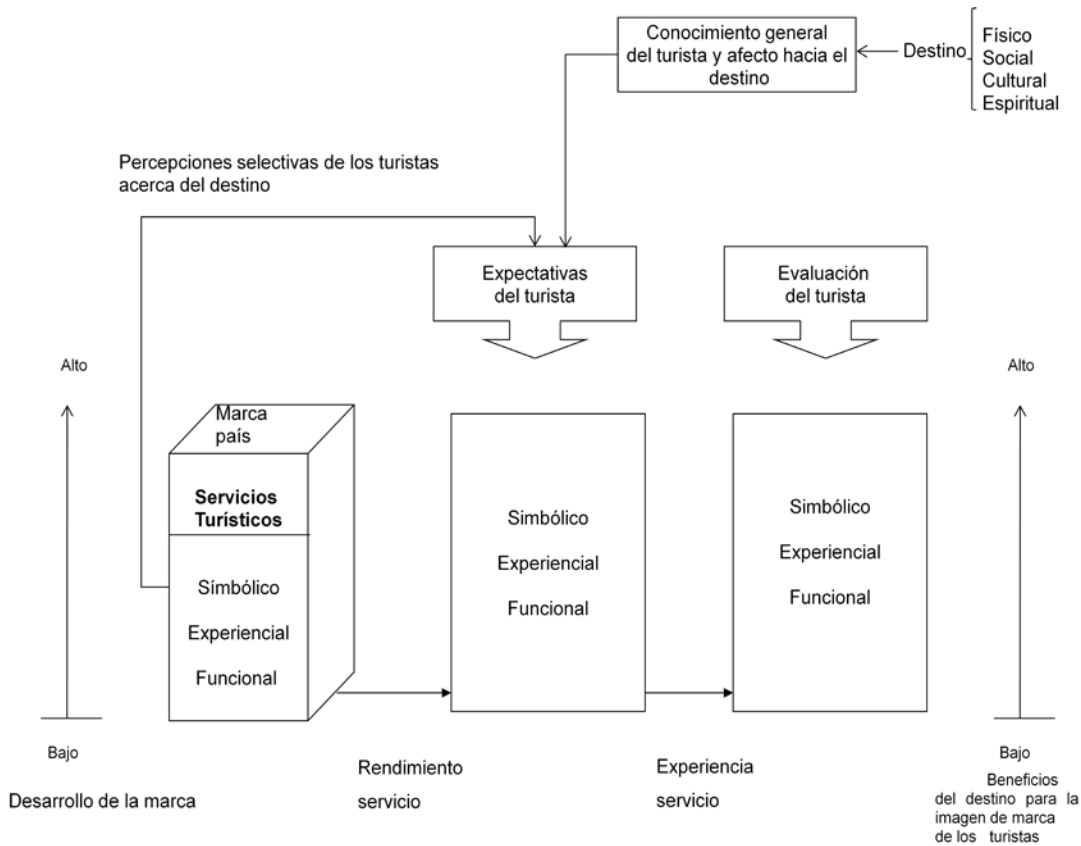 Conocimiento general
del turista y afecto hacia el
destino
Destino
Físico
Social
Cultural
Espiritual
Percepciones selectivas de los turistas
acerca del destino
Expectativas
del turista
Evaluación
del turista
Alto
Alto
Marca
país
Servicios
Turísticos
Símbólico
Experiencial
Funcional
Simbólico
Experiencial
Funcional
Simbólico
Experiencial
Funcional
Bajo
Bajo
Desarrollo de la marca
Rendimiento
servicio
Experiencia
servicio
Beneficios
del destino para la
imagen de marca
de los turistas